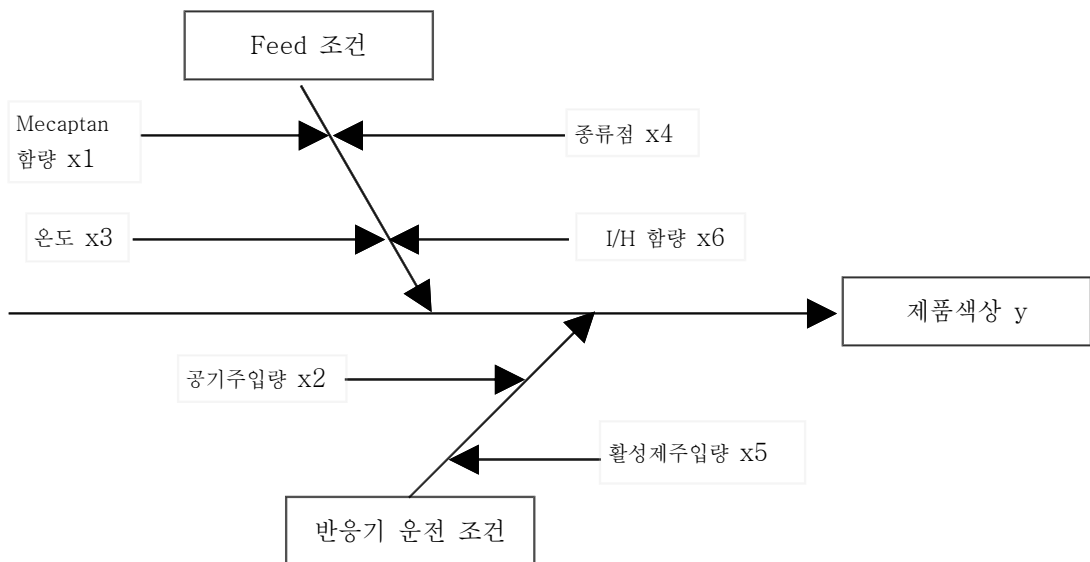 Feed 조건
Mecaptan
함량 x1
종류점 x4
온도 x3
I/H 함량 x6
제품색상 y
공기주입량 x2
활성제주입량 x5
반응기 운전 조건